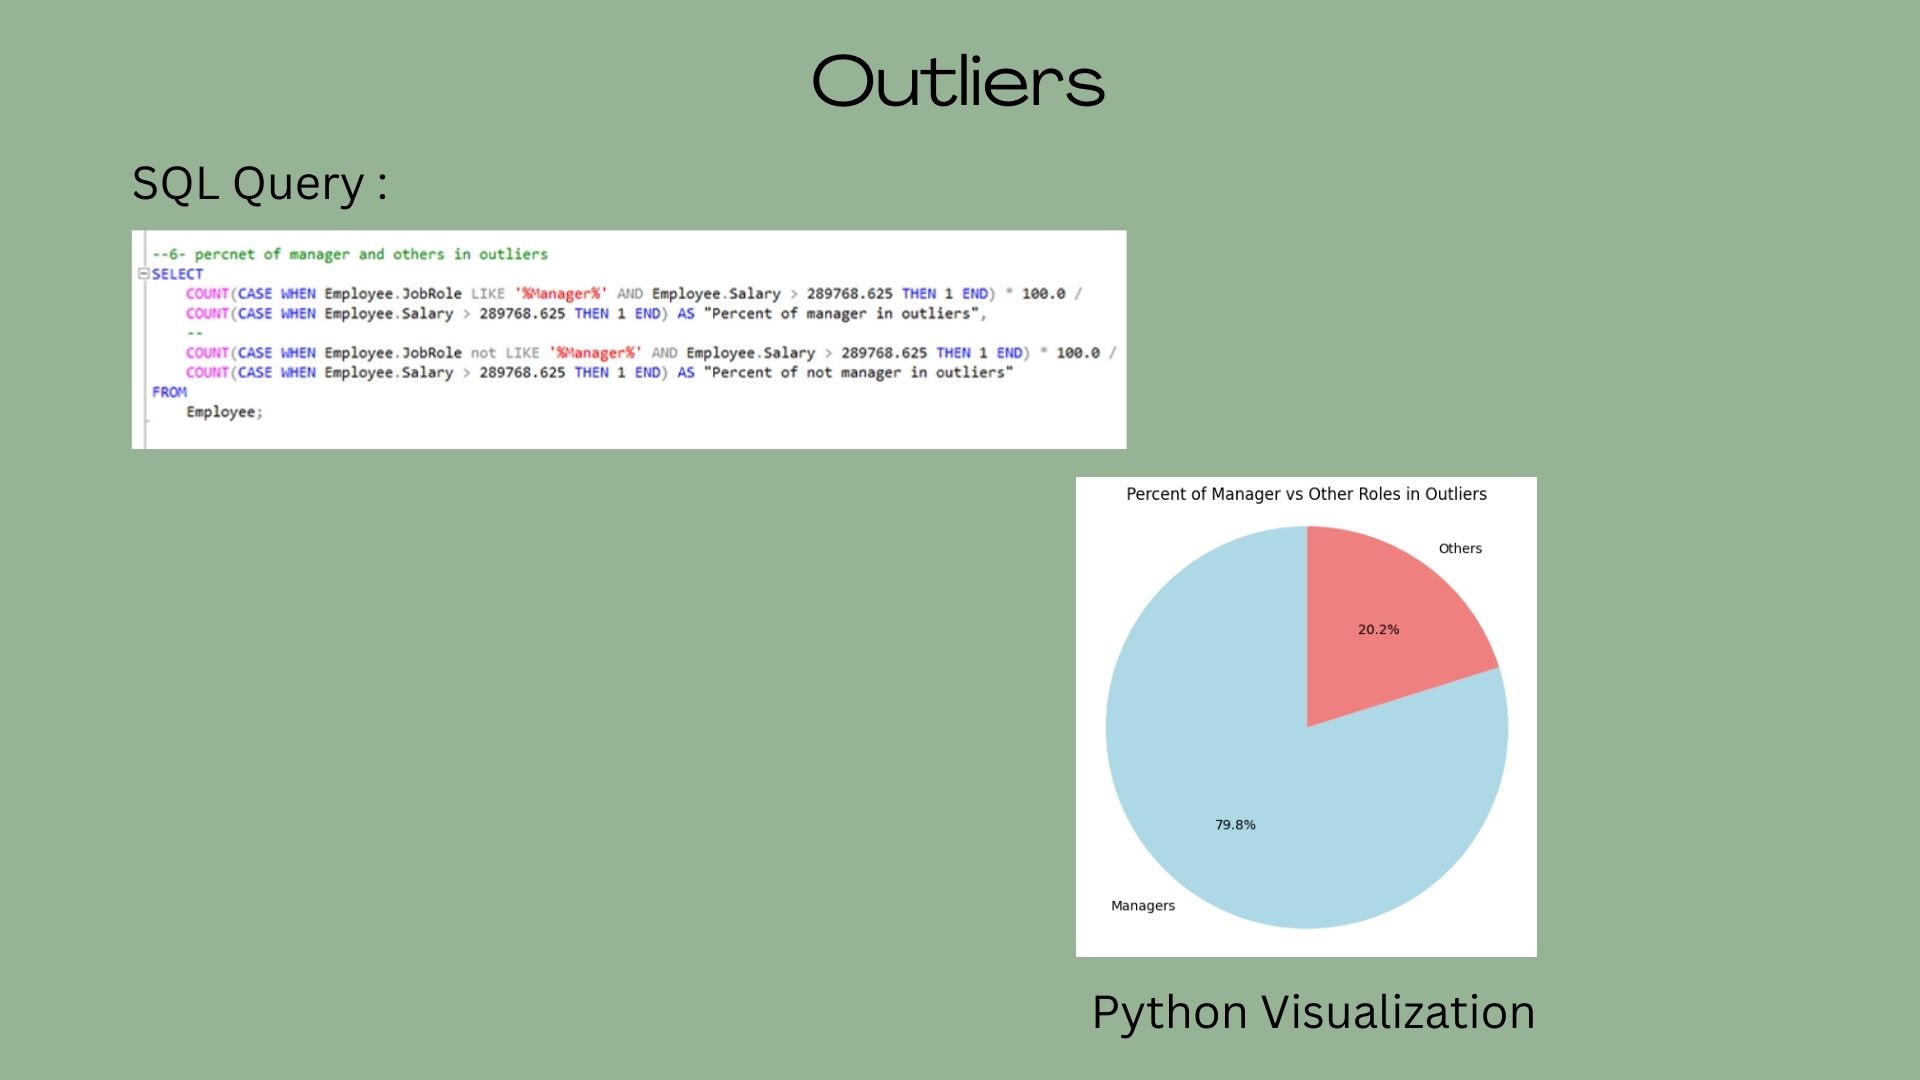 Outliers
SQL Query :
--6- percnet of manager and others in outliers
SELECT
COUNT(CASE WHEN Employee.JobRole LIKE '%Manager%' AND Employee.Salary > 289768.625 THEN 1 END) * 100.0 /
COUNT(CASE WHEN Employee.Salary > 289768.625 THEN 1 END) AS "Percent of manager in outliers",
--
COUNT(CASE WHEN Employee.JobRole not LIKE '%Manager%' AND Employee.Salary > 289768.625 THEN 1 END) * 100.0 /
COUNT(CASE WHEN Employee.Salary > 289768.625 THEN 1 END) AS "Percent of not manager in outliers"
FROM
Employee;
Percent of Manager vs Other Roles in Outliers
Others
20.2%
79.8%
Managers
Python Visualization